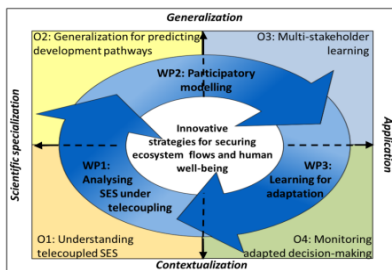 Generalization
O2: Generalization for predicting
development pathways
O3: Multi-stakeholder
learning
WP2: Participatory
modelling
Scientific specialization
Innovative
strategies for securing
ecosystem flows and human
well-being
Application
WP1:
Analysing
SES under
telecoupling
WP3:
Learning for
adaptation
O1: Understanding
telecoupled SES
O4: Monitoring
adapted decision-making
Contextualization